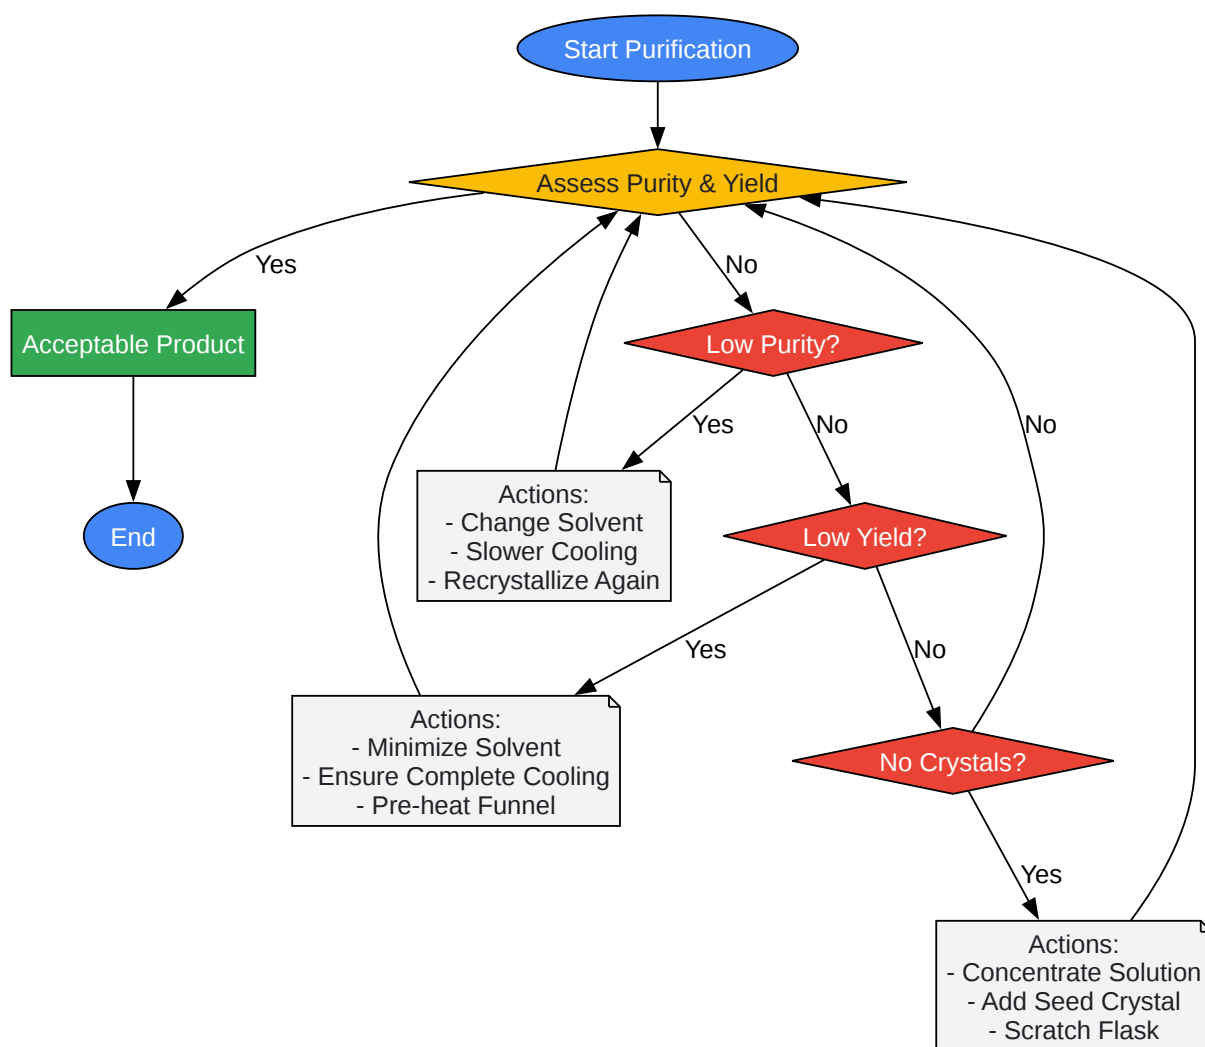 Start Purification
Assess Purity & Yield
Yes
No
Acceptable Product
Low Purity?
Yes
No
No
Actions:
- Change Solvent
- Slower Cooling
- Recrystallize Again
End
Low Yield?
Yes
No
Actions:
- Minimize Solvent
- Ensure Complete Cooling
- Pre-heat Funnel
No Crystals?
Yes
Actions:
- Concentrate Solution
- Add Seed Crystal
- Scratch Flask